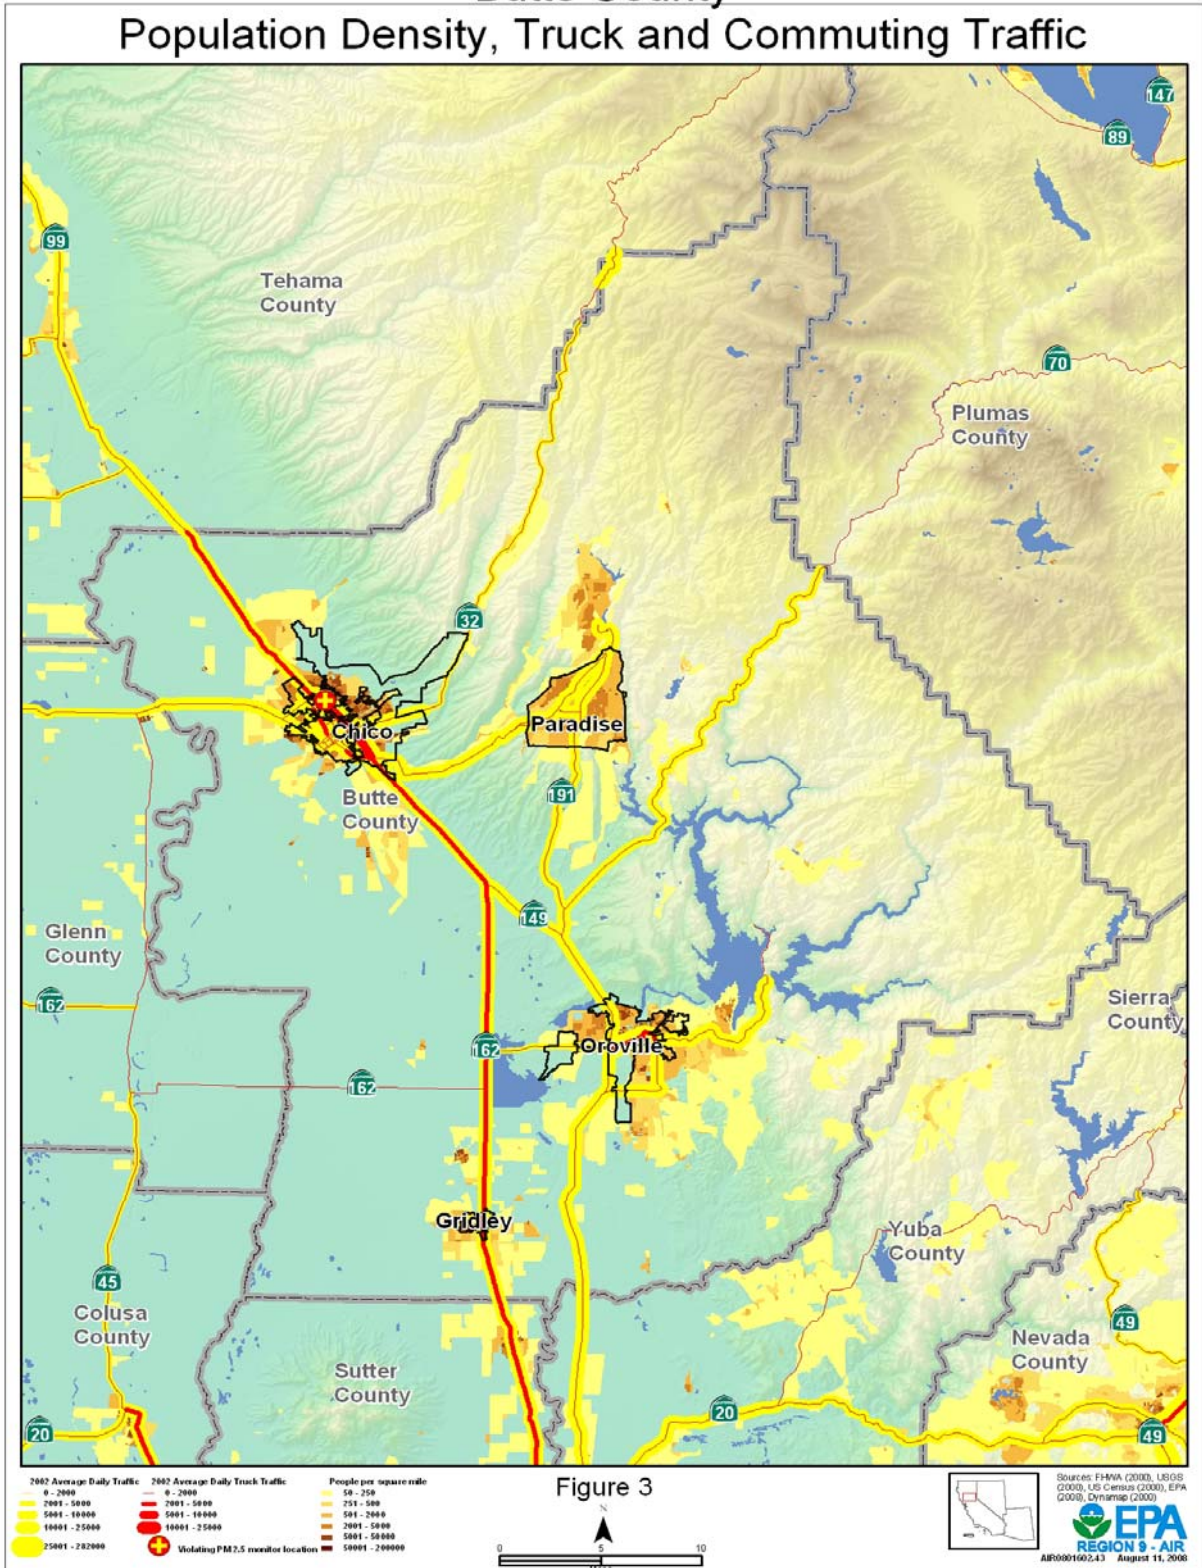 Butte County
Population Density, Truck and Commuting Traffic
147
89
99
Tehama
County
70
Plumas
County
32
Paradise
Chico
191
Butte
County
149
Glenn
County
162
Sierra
County
162
Oroville
162
Gridley
Yuba
County
45
Colusa
County
49
Nevada
County
Sutter
County
20
20
49
2002 Average Daily Traffic
0 - 2000
2001 - 5000
5001 - 10000
10001 - 25000
25001 - 282000
2002 Average Daily Truck Traffic
0 - 2000
2001 - 5000
5001 - 10000
10001 - 25000
Violating PM 2.5 monitor location
People per square mile
50 - 250
251 - 500
501 - 2000
2001 - 5000
5001 - 50000
50001 - 200000
Figure 3
N
0 5 10
Sources: FHWA (2000), USGS
(2000), US Census (2000), EPA
(2008), Dynamap (2000)
EPA
REGION 9 - AIR
AIR0801602.43 August 11, 2008